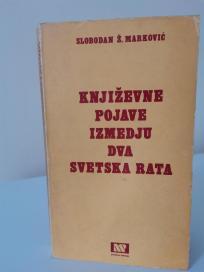 SLOBODAN Ž. MARKOVIĆ
KNJIŽEVNE
POJAVE
IZMEDJU
DVA
SVETSKA RATA